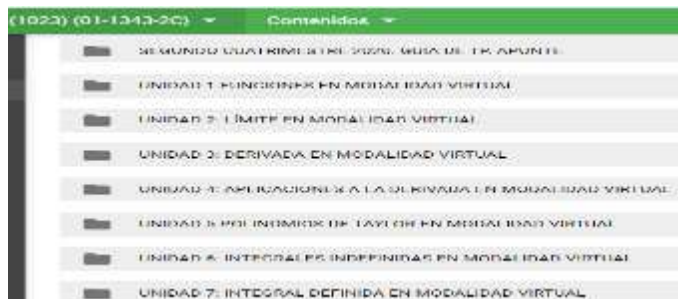 (1023) (01-1343-2C) Contenidos
SEGUNDO CUATRIMESTRE 2020: GUIA DE TP, APUNTE
UNIDAD 1 FUNCIONES EN MODALIDAD VIRTUAL
UNIDAD 2: LÍMITE EN MODALIDAD VIRTUAL
UNIDAD 3: DERIVADA EN MODALIDAD VIRTUAL
UNIDAD 4: APLICACIONES A LA DERIVADA EN MODALIDAD VIRTUAL
UNIDAD 5 POLINOMIOS DE TAYLOR EN MODALIDAD VIRTUAL
UNIDAD 6: INTEGRALES INDEFINIDAS EN MODALIDAD VIRTUAL
UNIDAD 7: INTEGRAL DEFINIDA EN MODALIDAD VIRTUAL